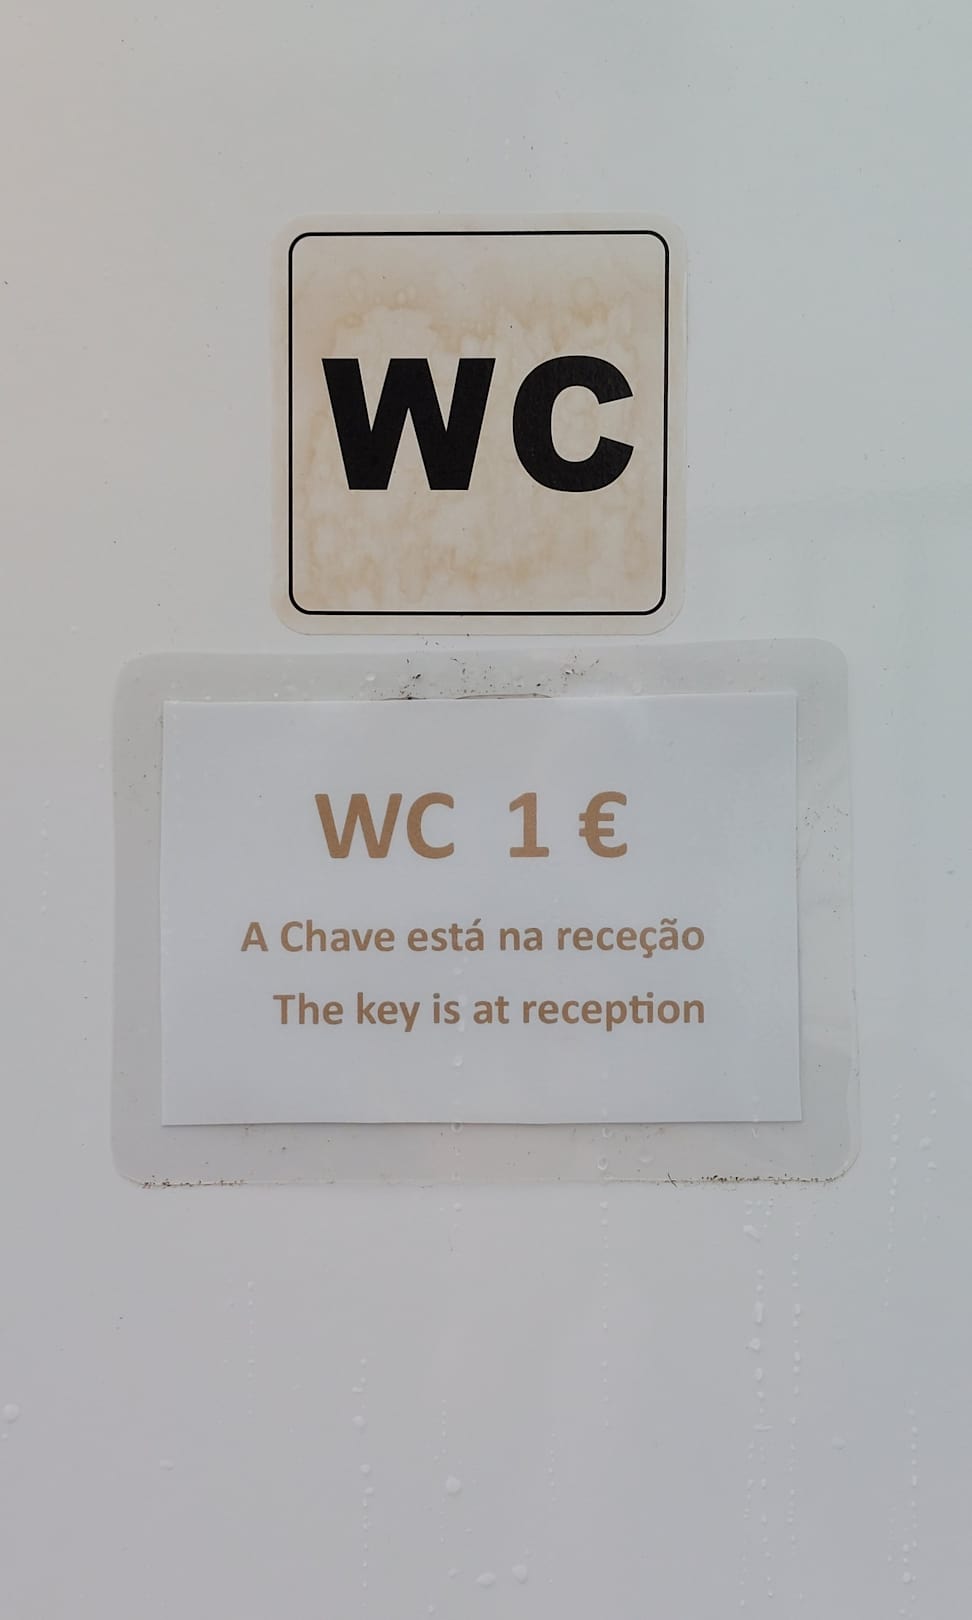 WC
WC 1 €
A Chave está na receção
The key is at reception